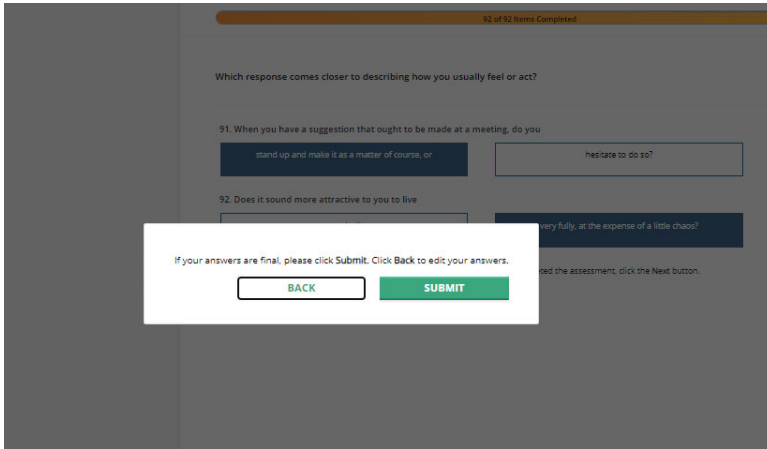 92 of 92 Items Completed
Which response comes closer to describing how you usually feel or act?
91. When you have a suggestion that ought to be made at a meeting, do you
stand up and make it as a matter of course, or
hesitate to do so?
92. Does it sound more attractive to you to live
very fully, at the expense of a little chaos?
If your answers are final, please click Submit. Click Back to edit your answers.
the assessment, click the Next button.
BACK
SUBMIT